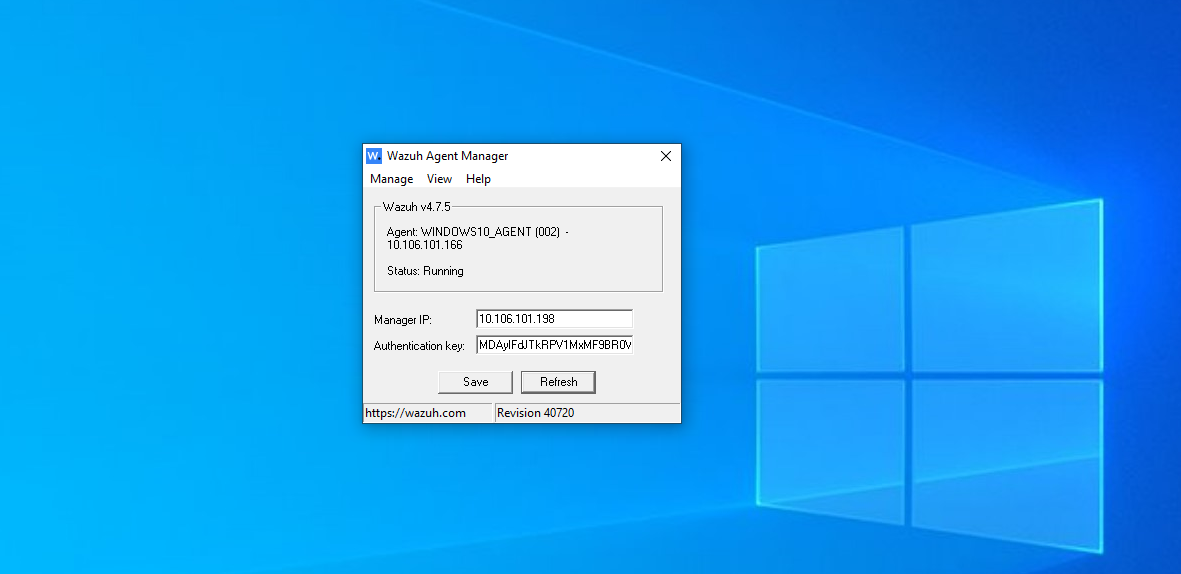 W. Wazuh Agent Manager
Manage View Help
Wazuh v4.7.5
Agent: WINDOWS10_AGENT (002) -
10.106.101.166
Status: Running
Manager IP: 10.106.101.198
Authentication key: MDAyIFdJTkRPV1MxMF9BR0V
Save Refresh
https://wazuh.com Revision 40720